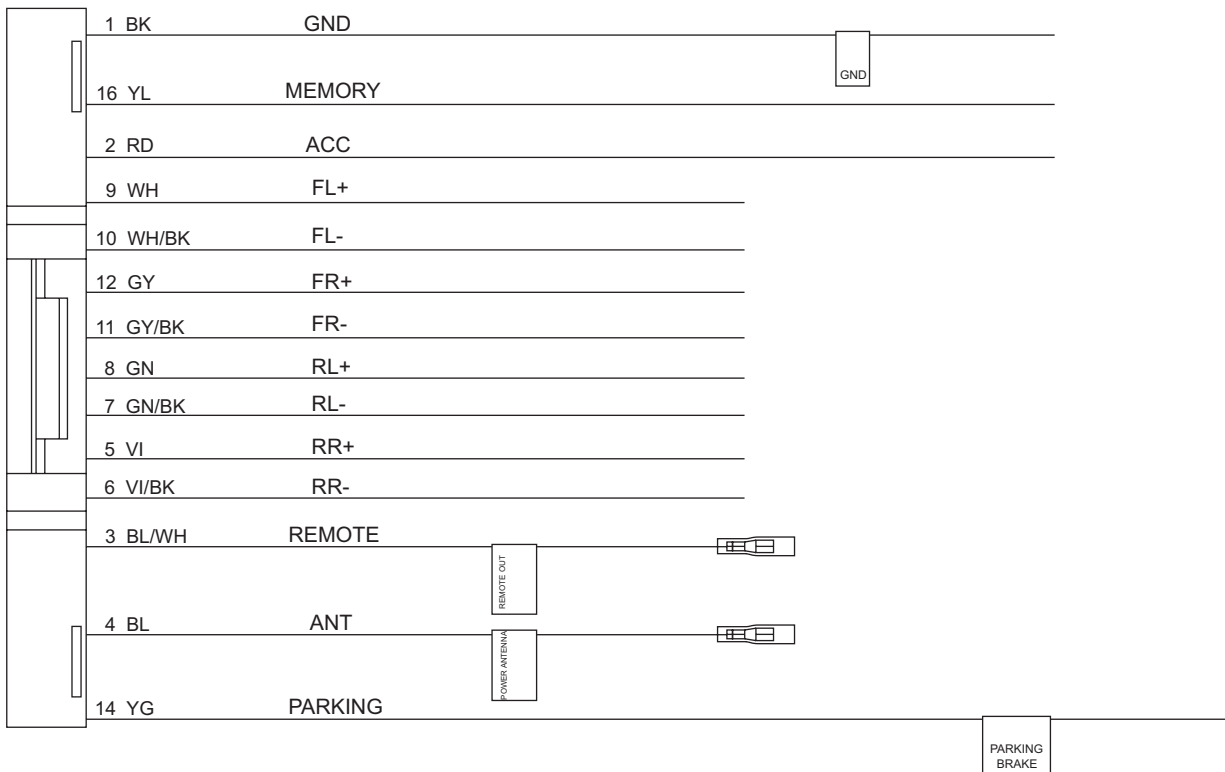 1 BK GND
GND
16 YL MEMORY
2 RD ACC
9 WH FL+
10 WH/BK FL-
12 GY FR+
11 GY/BK FR-
8 GN RL+
7 GN/BK RL-
5 VI RR+
6 VI/BK RR-
3 BL/WH REMOTE
REMOTE OUT
4 BL ANT
POWER ANTENNA
14 YG PARKING
PARKING
BRAKE